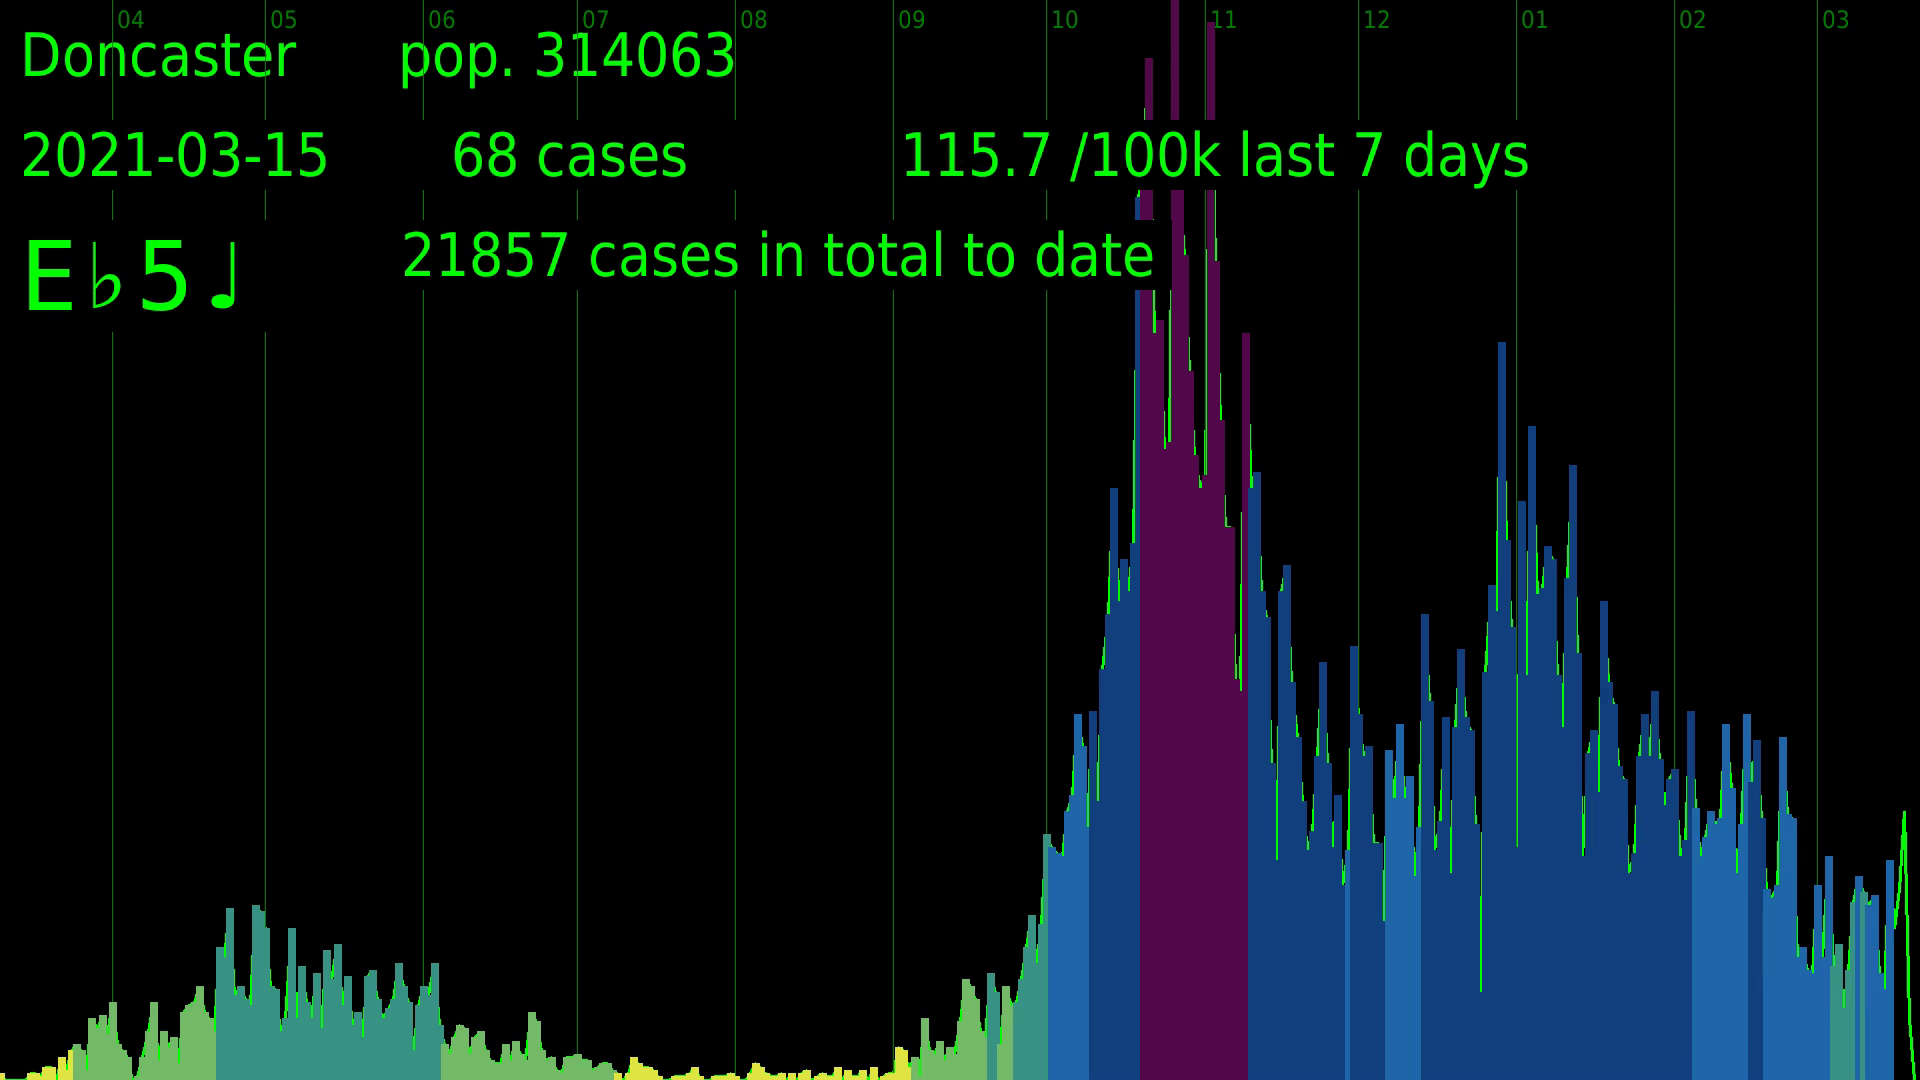 04 05 06 07 08 09 10 11 12 01 02 03
Doncaster pop. 314063
2021-03-15 68 cases 115.7 /100k last 7 days
E♭5♩ 21857 cases in total to date